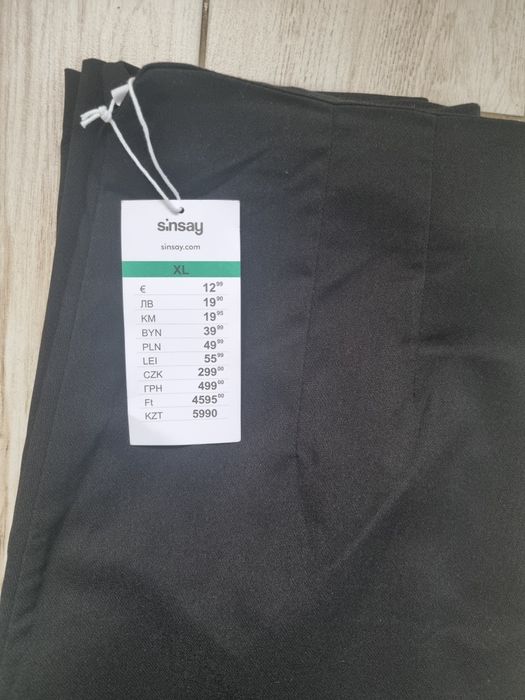 sinsay
sinsay.com
XL
€ 12⁹⁹
ЛВ 19⁹⁰
KM 19⁹⁵
BYN 39⁹⁹
PLN 49⁹⁹
LEI 55⁹⁹
CZK 299⁰⁰
ГРН 499⁰⁰
Ft 4595⁰⁰
KZT 5990